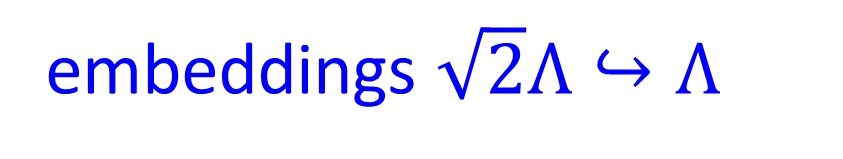 embeddings √2Λ ↪ Λ